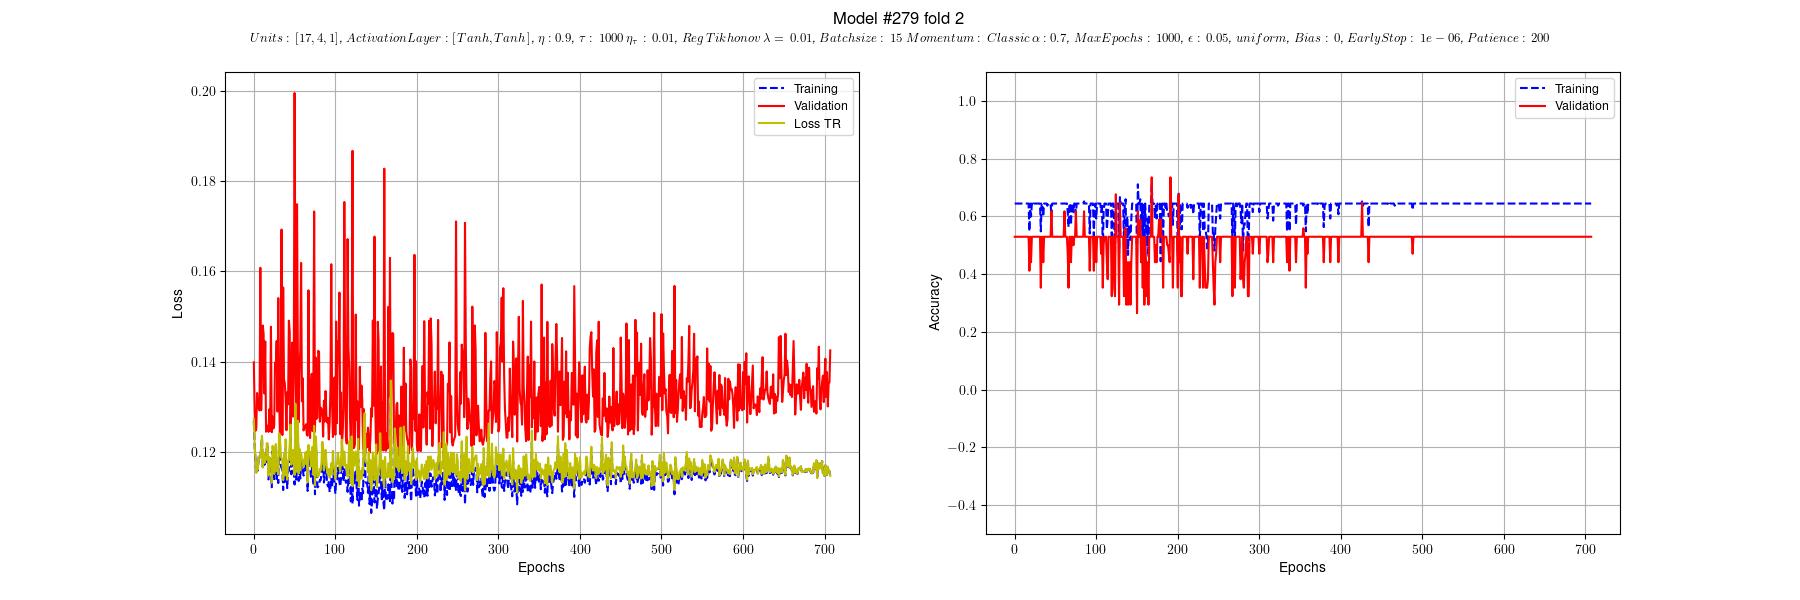 Model #279 fold 2
Units : [17, 4, 1], ActivationLayer : [Tanh, Tanh], η : 0.9, τ : 1000 η_τ : 0.01, Reg Tikhonov λ = 0.01, Batchsize : 15 Momentum : Classic α : 0.7, MaxEpochs : 1000, ϵ : 0.05, uniform, Bias : 0, EarlyStop : 1e − 06, Patience : 200
Loss
0.20
0.18
0.16
0.14
0.12
0 100 200 300 400 500 600 700
Epochs
Training
Validation
Loss TR
Accuracy
1.0
0.8
0.6
0.4
0.2
0.0
−0.2
−0.4
0 100 200 300 400 500 600 700
Epochs
Training
Validation